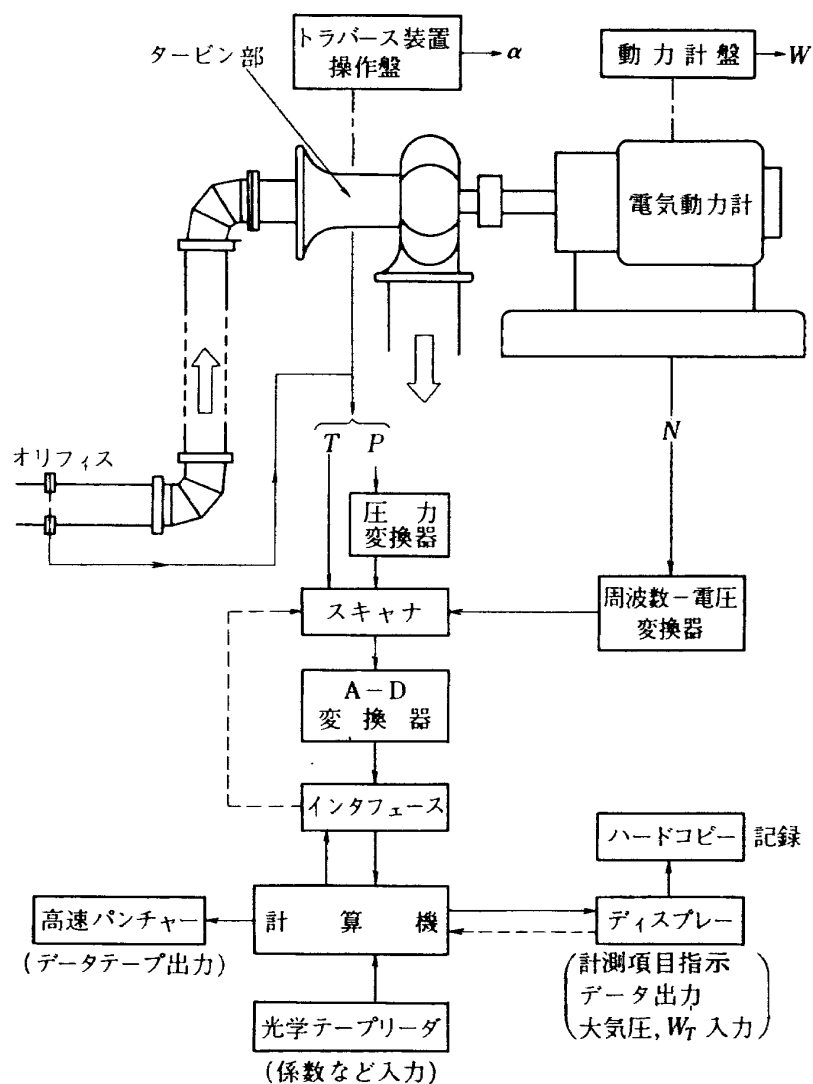 トラバース装置
操作盤
α
タービン部
動力計盤
W
電気動力計
オリフィス
T P
N
圧力
変換器
スキャナ
周波数-電圧
変換器
A-D
変換器
インタフェース
ハードコピー 記録
高速パンチャー
(データテープ出力)
計算機
ディスプレー
(計測項目指示
データ出力
大気圧, W_T 入力)
光学テープリーダ
(係数など入力)